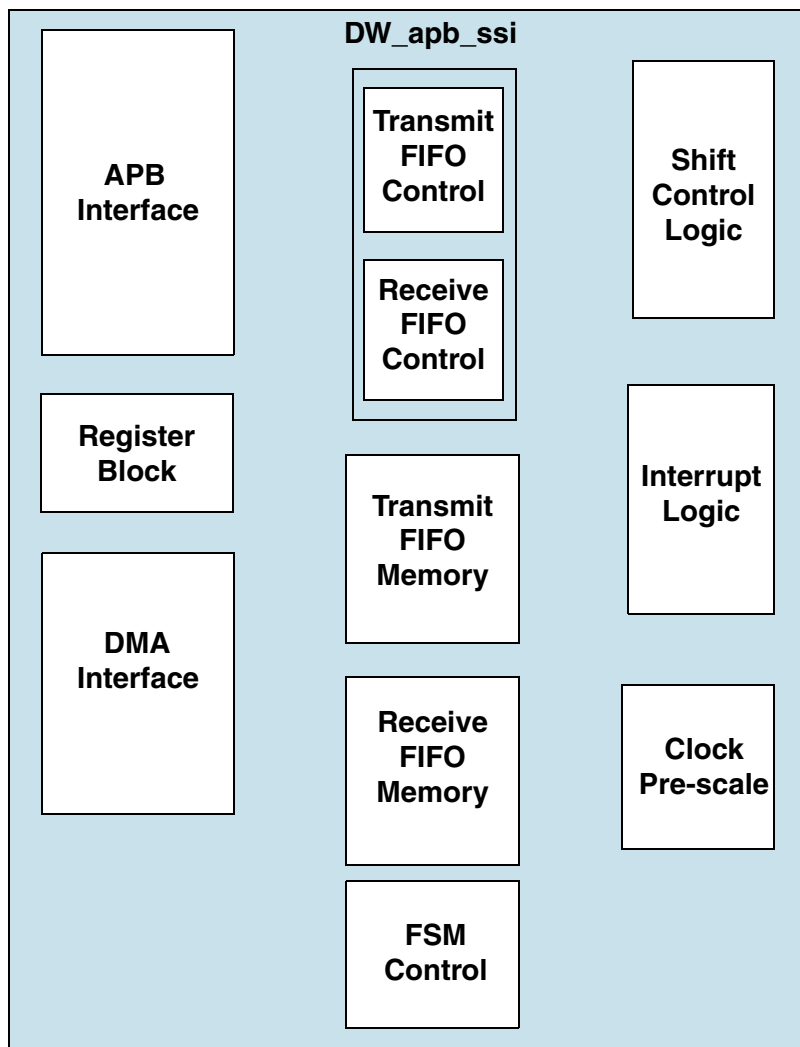 DW_apb_ssi
APB
Interface
Register
Block
DMA
Interface
Transmit
FIFO
Control
Receive
FIFO
Control
Transmit
FIFO
Memory
Receive
FIFO
Memory
FSM
Control
Shift
Control
Logic
Interrupt
Logic
Clock
Pre-scale